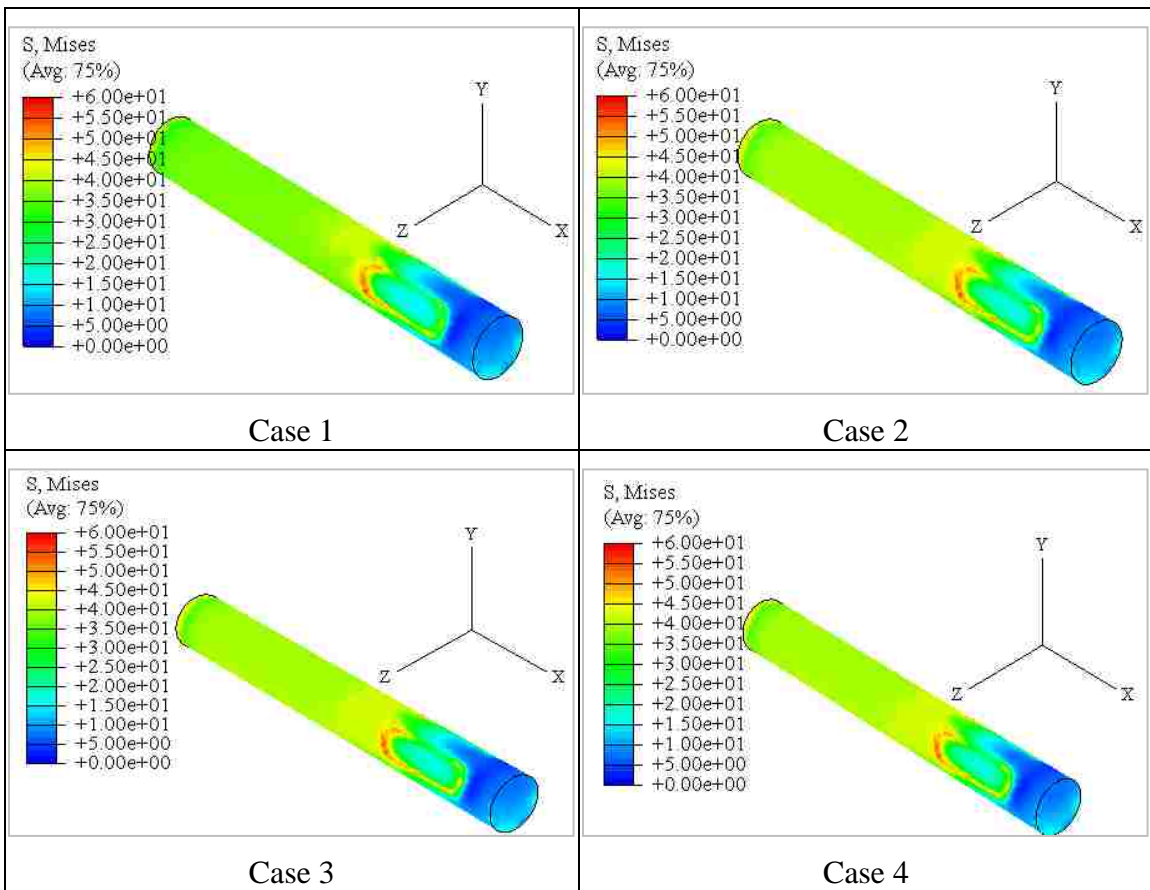 S, Mises
(Avg: 75%)
+6.00e+01
+5.50e+01
+5.00e+01
+4.50e+01
+4.00e+01
+3.50e+01
+3.00e+01
+2.50e+01
+2.00e+01
+1.50e+01
+1.00e+01
+5.00e+00
+0.00e+00
Y
Z
X
Case 1
S, Mises
(Avg: 75%)
+6.00e+01
+5.50e+01
+5.00e+01
+4.50e+01
+4.00e+01
+3.50e+01
+3.00e+01
+2.50e+01
+2.00e+01
+1.50e+01
+1.00e+01
+5.00e+00
+0.00e+00
Y
Z
X
Case 2
S, Mises
(Avg: 75%)
+6.00e+01
+5.50e+01
+5.00e+01
+4.50e+01
+4.00e+01
+3.50e+01
+3.00e+01
+2.50e+01
+2.00e+01
+1.50e+01
+1.00e+01
+5.00e+00
+0.00e+00
Y
Z
X
Case 3
S, Mises
(Avg: 75%)
+6.00e+01
+5.50e+01
+5.00e+01
+4.50e+01
+4.00e+01
+3.50e+01
+3.00e+01
+2.50e+01
+2.00e+01
+1.50e+01
+1.00e+01
+5.00e+00
+0.00e+00
Y
Z
X
Case 4